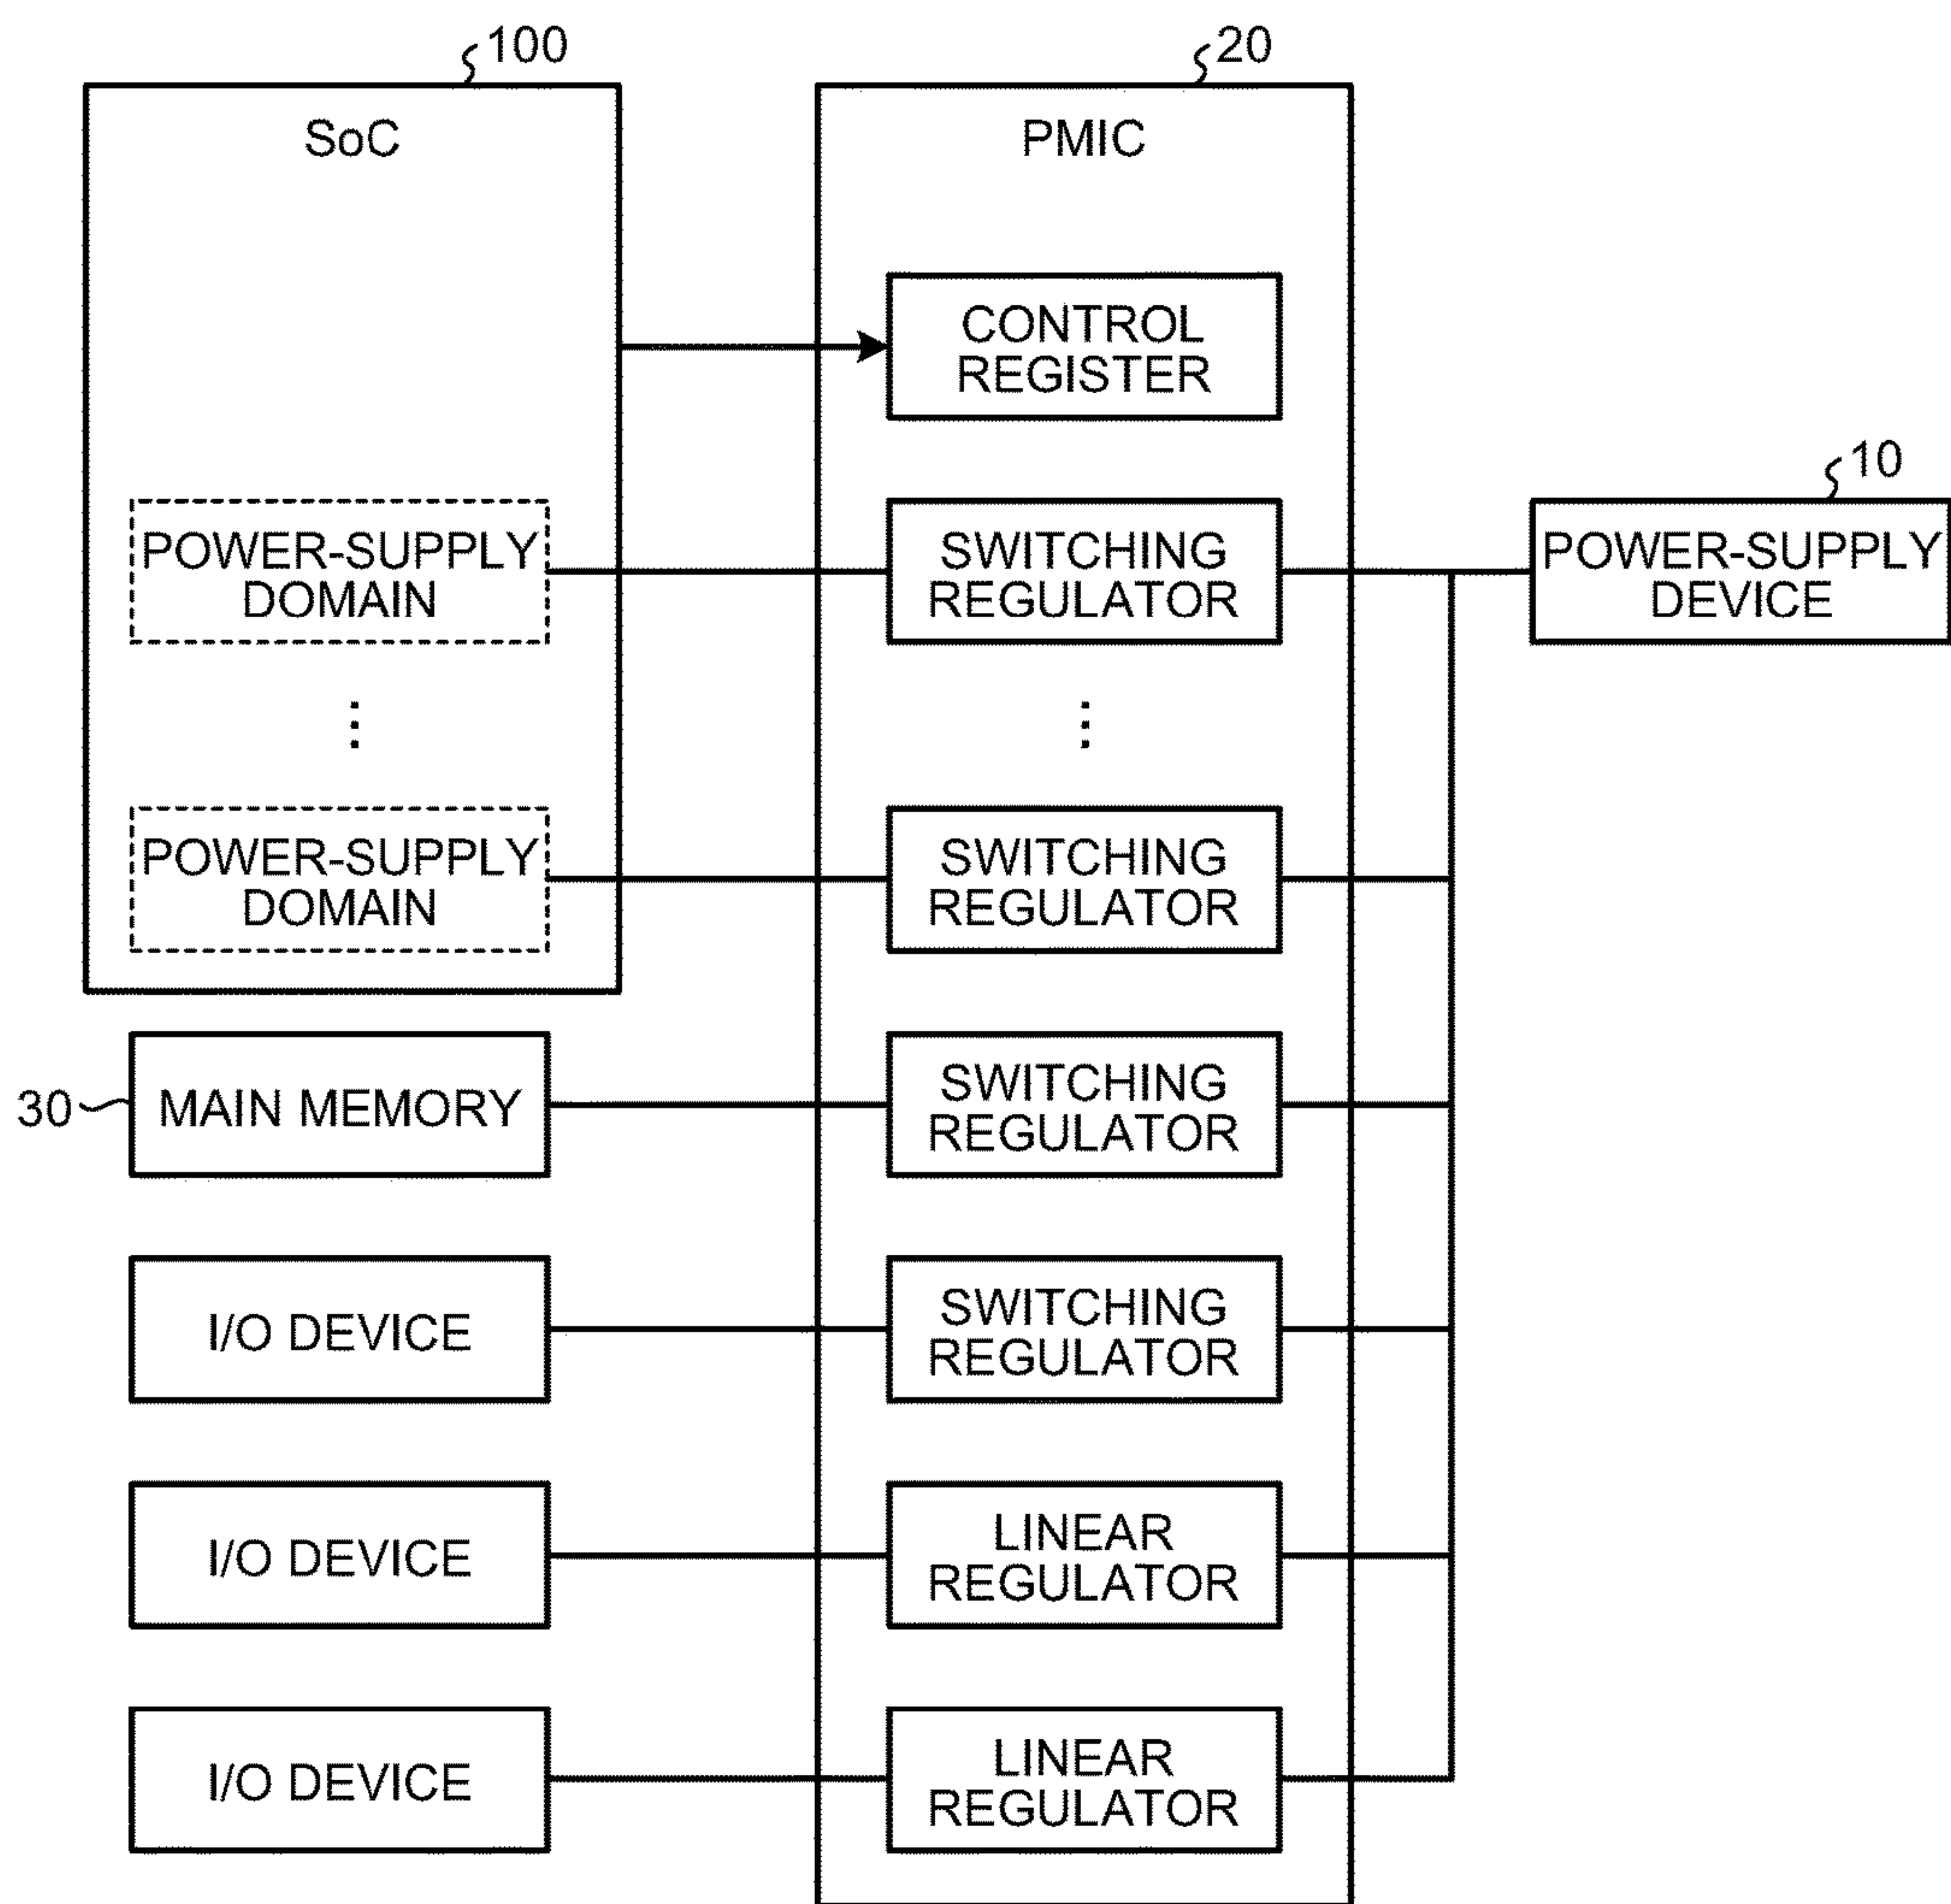 100
20
SoC
PMIC
CONTROL
REGISTER
10
POWER-SUPPLY
DOMAIN
SWITCHING
REGULATOR
POWER-SUPPLY
DEVICE
POWER-SUPPLY
DOMAIN
SWITCHING
REGULATOR
30
MAIN MEMORY
SWITCHING
REGULATOR
I/O DEVICE
SWITCHING
REGULATOR
I/O DEVICE
LINEAR
REGULATOR
I/O DEVICE
LINEAR
REGULATOR